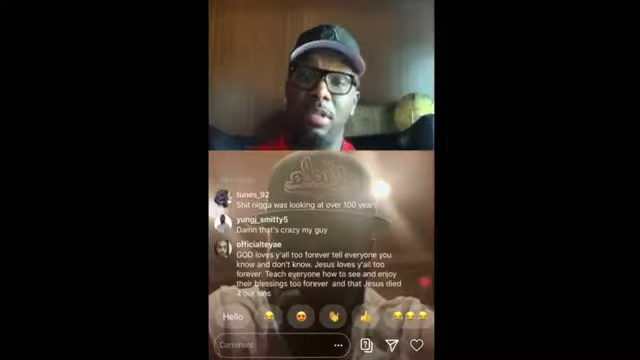 tunes_92
Shit nigga was looking at over 100 years
yungj_smitty5
Damn that's crazy my guy
officialteyae
GOD loves y'all too forever tell everyone you
know and don't know. Jesus loves y'all too
forever. Teach everyone how to see and enjoy
their blessings too forever and that Jesus died
4 our sins
Hello
Comment